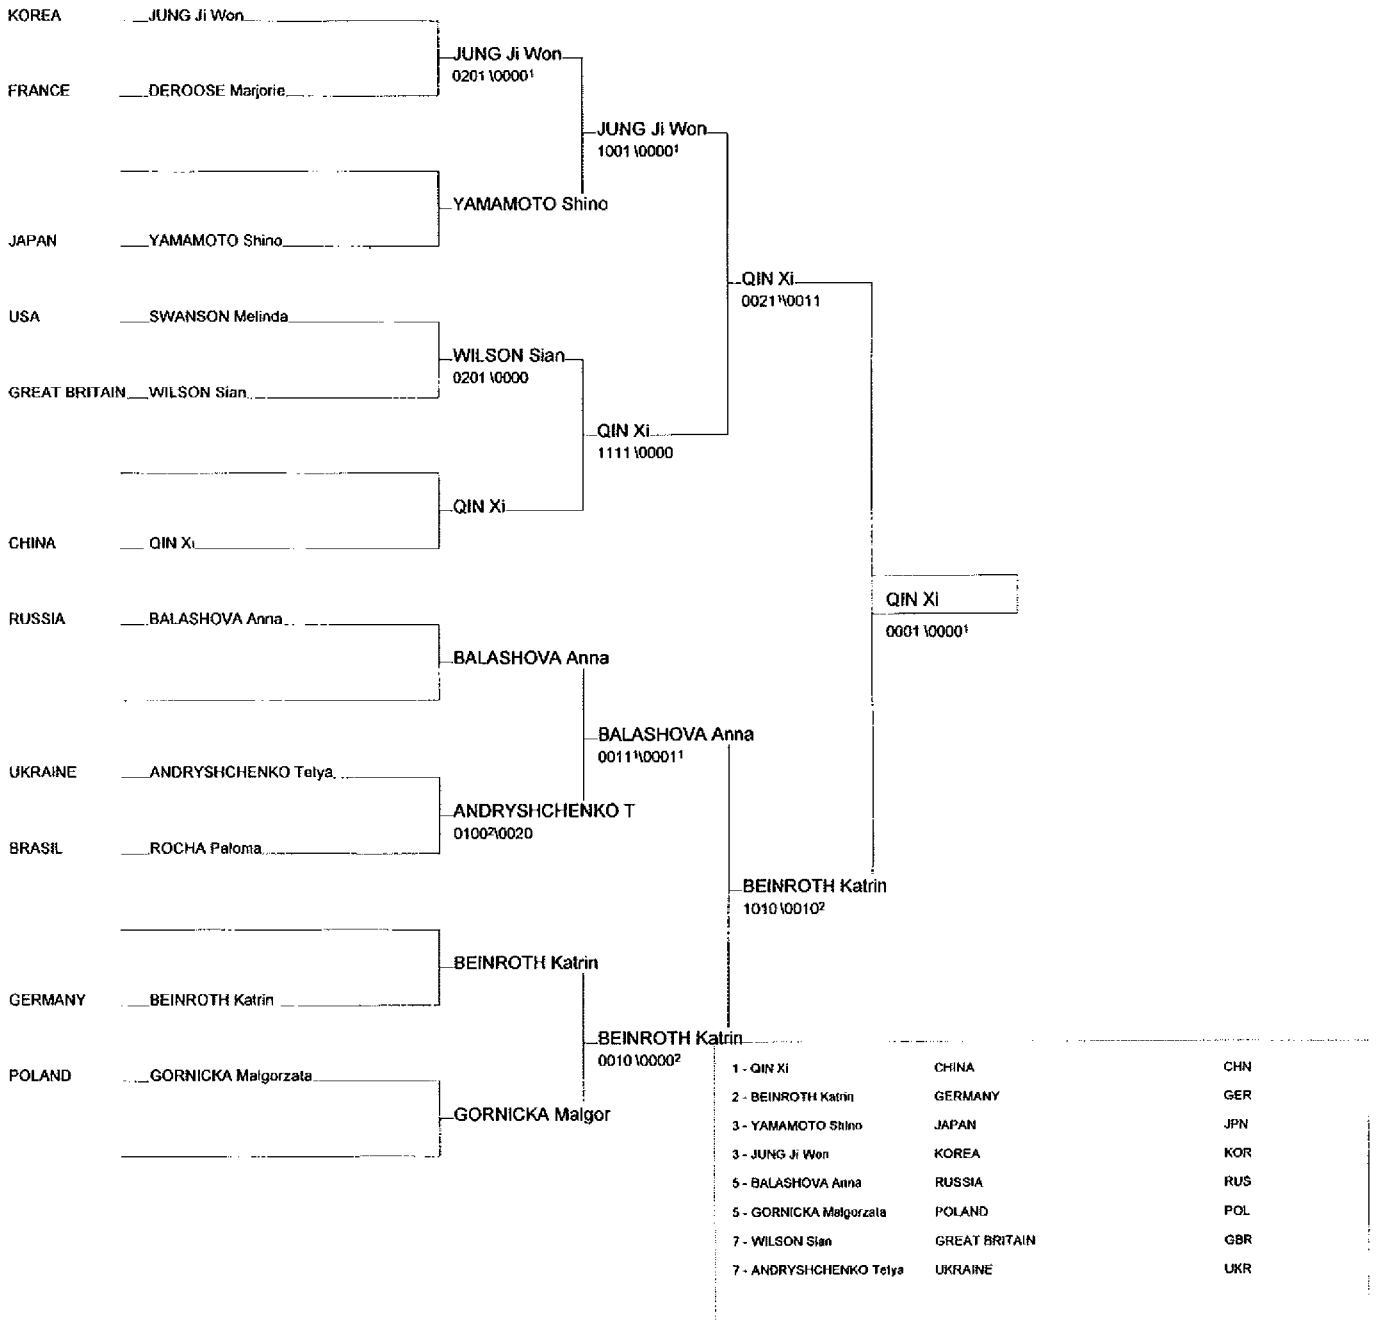 KOREA JUNG Ji Won
JUNG Ji Won
0201 \0000¹
FRANCE DEROOSE Marjorie
JUNG Ji Won
1001 \0000¹
YAMAMOTO Shino
JAPAN YAMAMOTO Shino
QIN Xi
0021¹\0011
USA SWANSON Melinda
WILSON Sian
0201 \0000
GREAT BRITAIN WILSON Sian
QIN Xi
1111 \0000
QIN Xi
CHINA QIN Xi
QIN Xi
0001 \0000¹
RUSSIA BALASHOVA Anna
BALASHOVA Anna
BALASHOVA Anna
0011¹\0001¹
UKRAINE ANDRYSHCHENKO Tetya
ANDRYSHCHENKO T
0100²\0020
BRASIL ROCHA Paloma
BEINROTH Katrin
1010 \0010²
BEINROTH Katrin
GERMANY BEINROTH Katrin
BEINROTH Katrin
0010 \0000²
POLAND GORNICKA Malgorzata
GORNICKA Malgor
1 - QIN Xi CHINA CHN
2 - BEINROTH Katrin GERMANY GER
3 - YAMAMOTO Shino JAPAN JPN
3 - JUNG Ji Won KOREA KOR
5 - BALASHOVA Anna RUSSIA RUS
5 - GORNICKA Malgorzata POLAND POL
7 - WILSON Sian GREAT BRITAIN GBR
7 - ANDRYSHCHENKO Tetya UKRAINE UKR